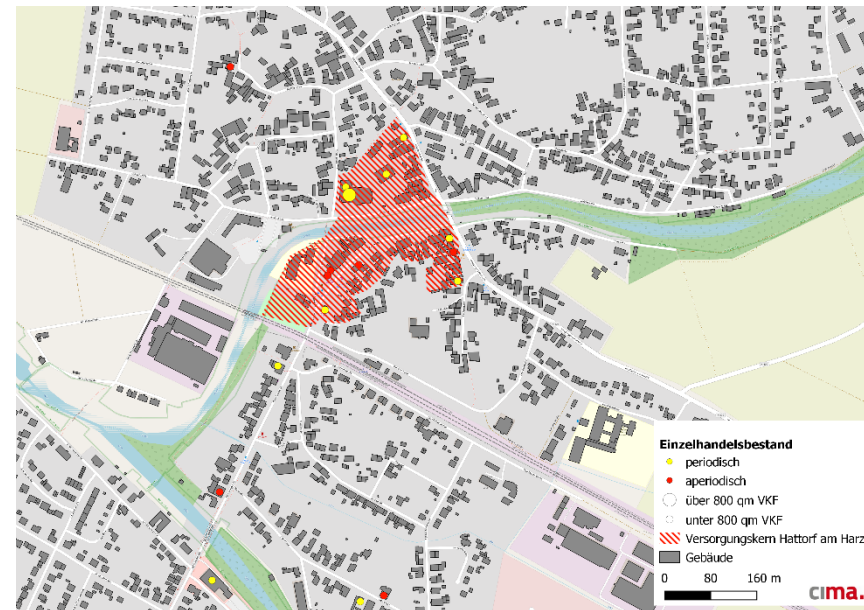 Einzelhandelsbestand
periodisch
aperiodisch
über 800 qm VKF
unter 800 qm VKF
Versorgungskern Hattorf am Harz
Gebäude
0 80 160 m
cima.